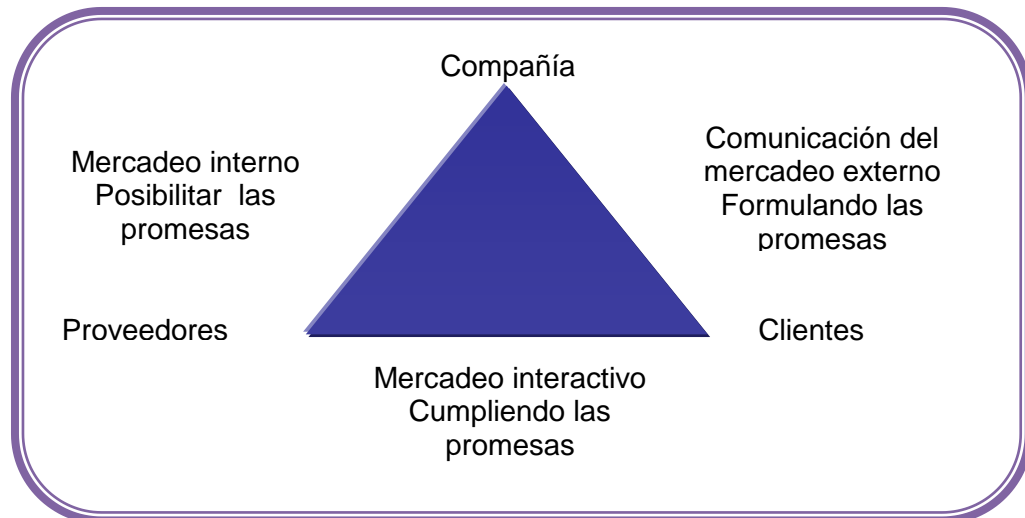 Compañía
Mercadeo interno
Posibilitar las
promesas
Comunicación del
mercadeo externo
Formulando las
promesas
Proveedores
Clientes
Mercadeo interactivo
Cumpliendo las
promesas